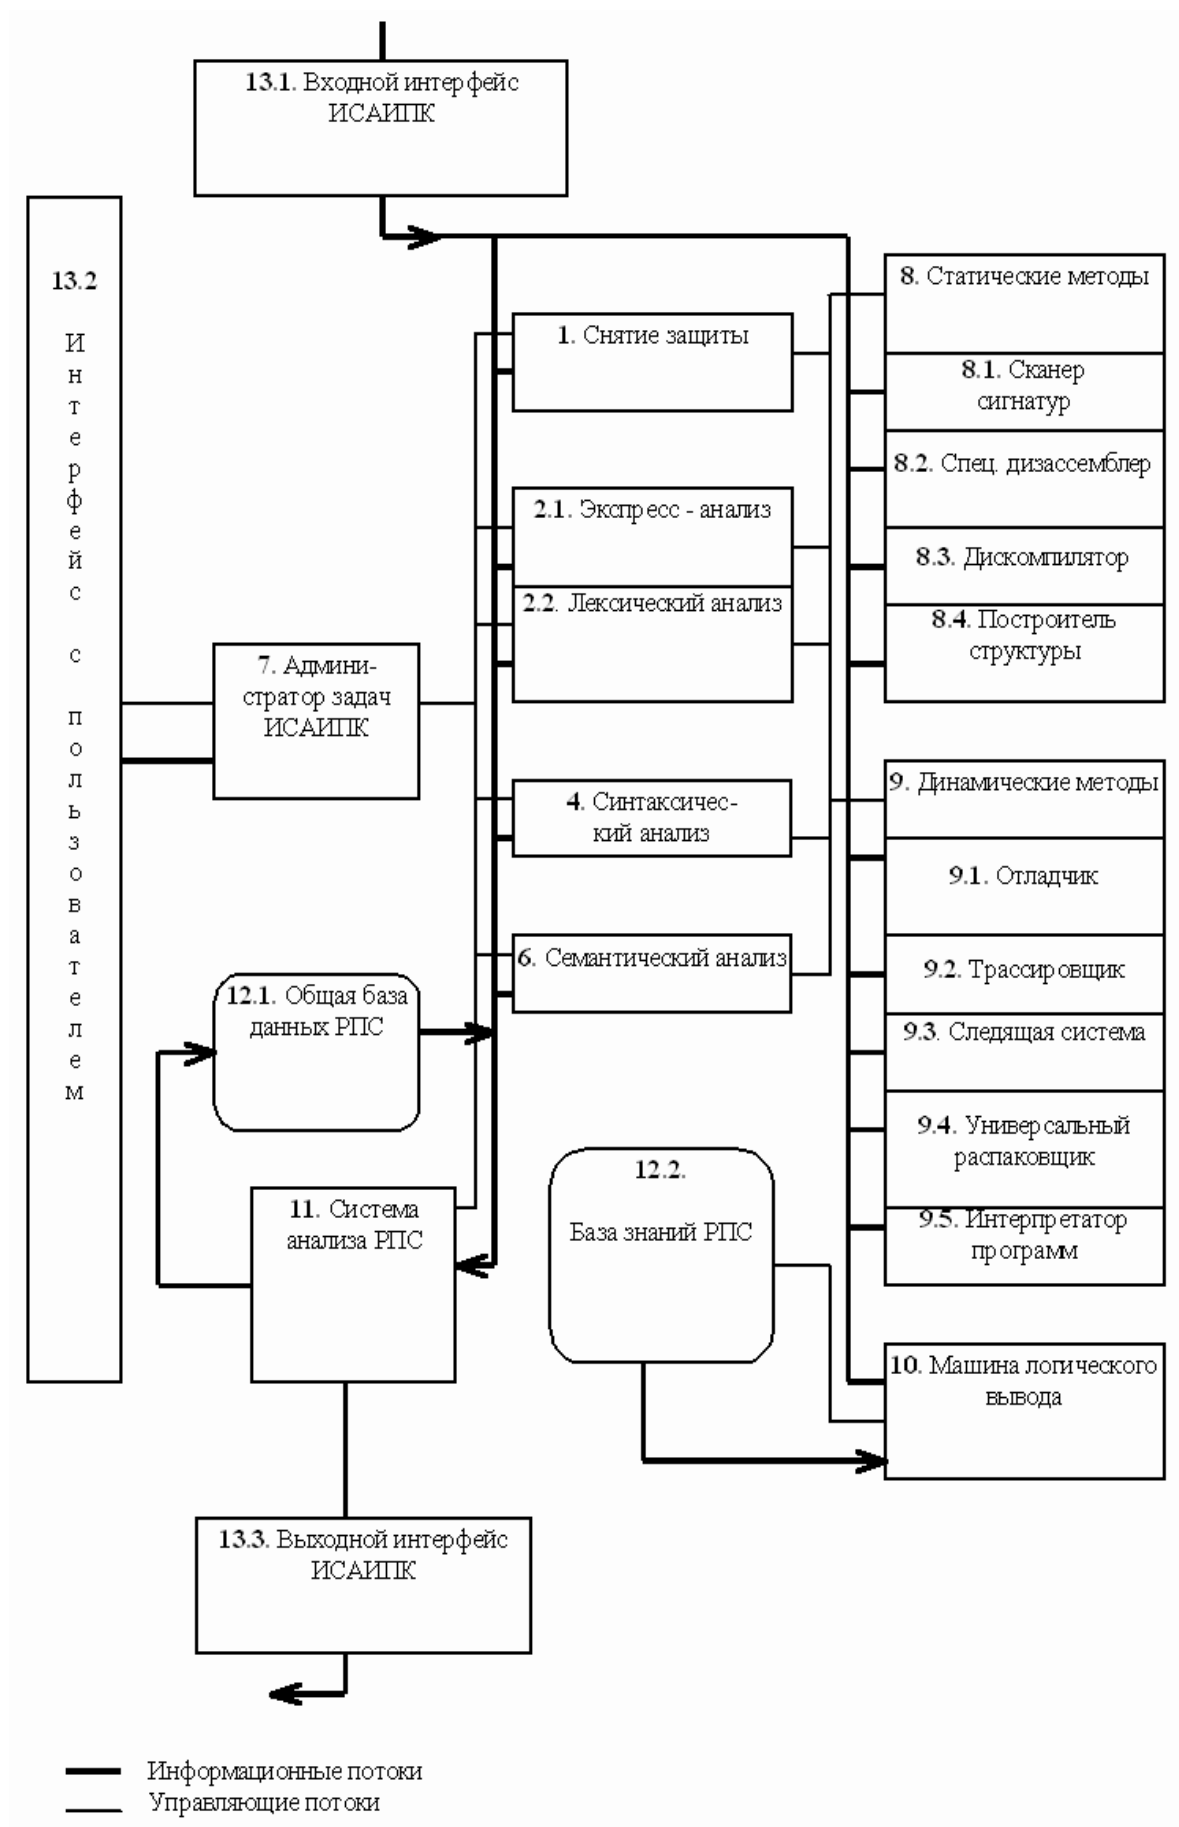 13.1. Входной интерфейс
ИСАИПК
13.2
И
н
т
е
р
ф
е
й
с
с
п
о
л
ь
з
о
в
а
т
е
л
е
м
8. Статические методы
8.1. Сканер
сигнатур
8.2. Спец. дизассемблер
8.3. Дискомпилятор
8.4. Построитель
структуры
1. Снятие защиты
2.1. Экспресс - анализ
2.2. Лексический анализ
7. Админи-
стратор задач
ИСАИПК
4. Синтаксичес-
кий анализ
6. Семантический анализ
9. Динамические методы
9.1. Отладчик
9.2. Трассировщик
9.3. Следящая система
9.4. Универсальный
распаковщик
9.5. Интерпретатор
программ
12.1. Общая база
данных РПС
12.2.
База знаний РПС
11. Система
анализа РПС
10. Машина логического
вывода
13.3. Выходной интерфейс
ИСАИПК
Информационные потоки
Управляющие потоки